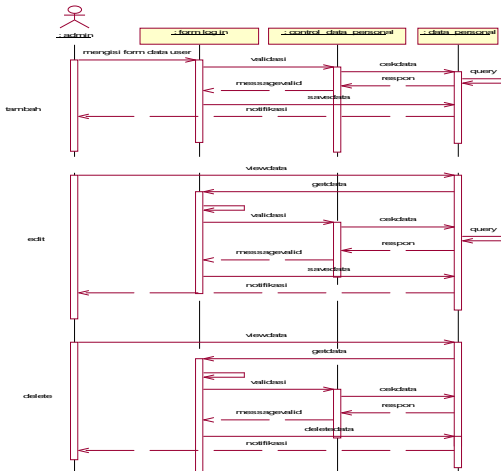 : admin
: form log in
: control_data_personal
: data_personal
mengisi form data user
validasi
cekdata
query
respon
messagevalid
savedata
notifikasi
tambah
viewdata
getdata
validasi
cekdata
query
edit
respon
messagevalid
savedata
notifikasi
viewdata
getdata
validasi
delete
cekdata
respon
messagevalid
deletedata
notifikasi